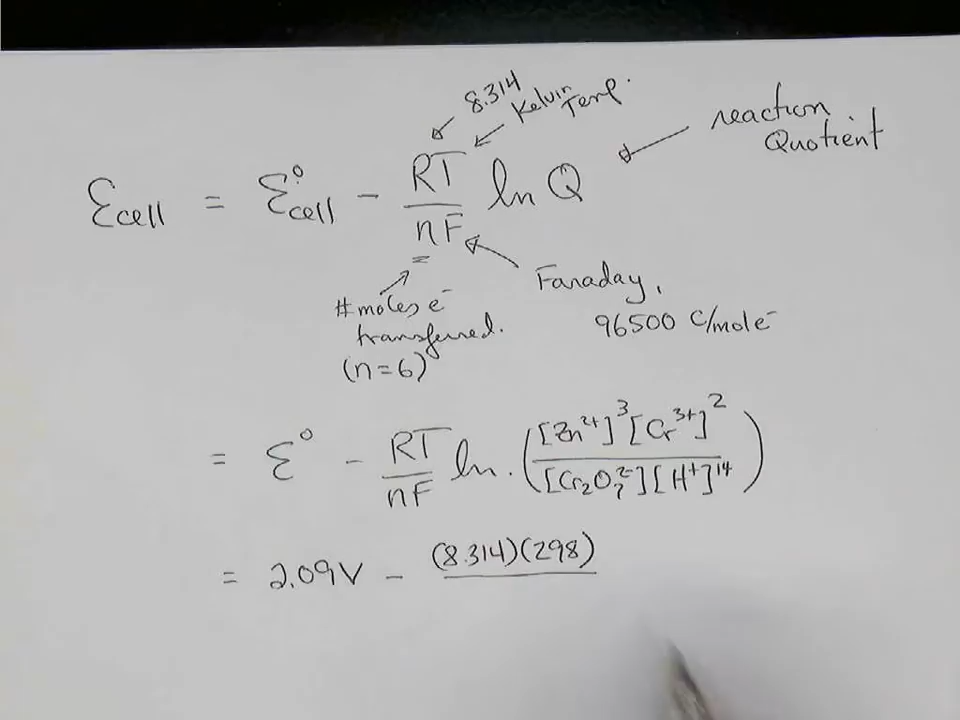 8.314 Kelvin Temp.
reaction Quotient
Ɛcell = Ɛ°cell - RT/nF ln Q
# moles e⁻
transferred.
(n=6)
Faraday,
96500 C/mole⁻
= Ɛ° - RT/nF ln. ([Zn²⁺]³[Cr³⁺]²/[Cr₂O₇²⁻][H⁺]¹⁴)
= 2.09V - (8.314)(298)